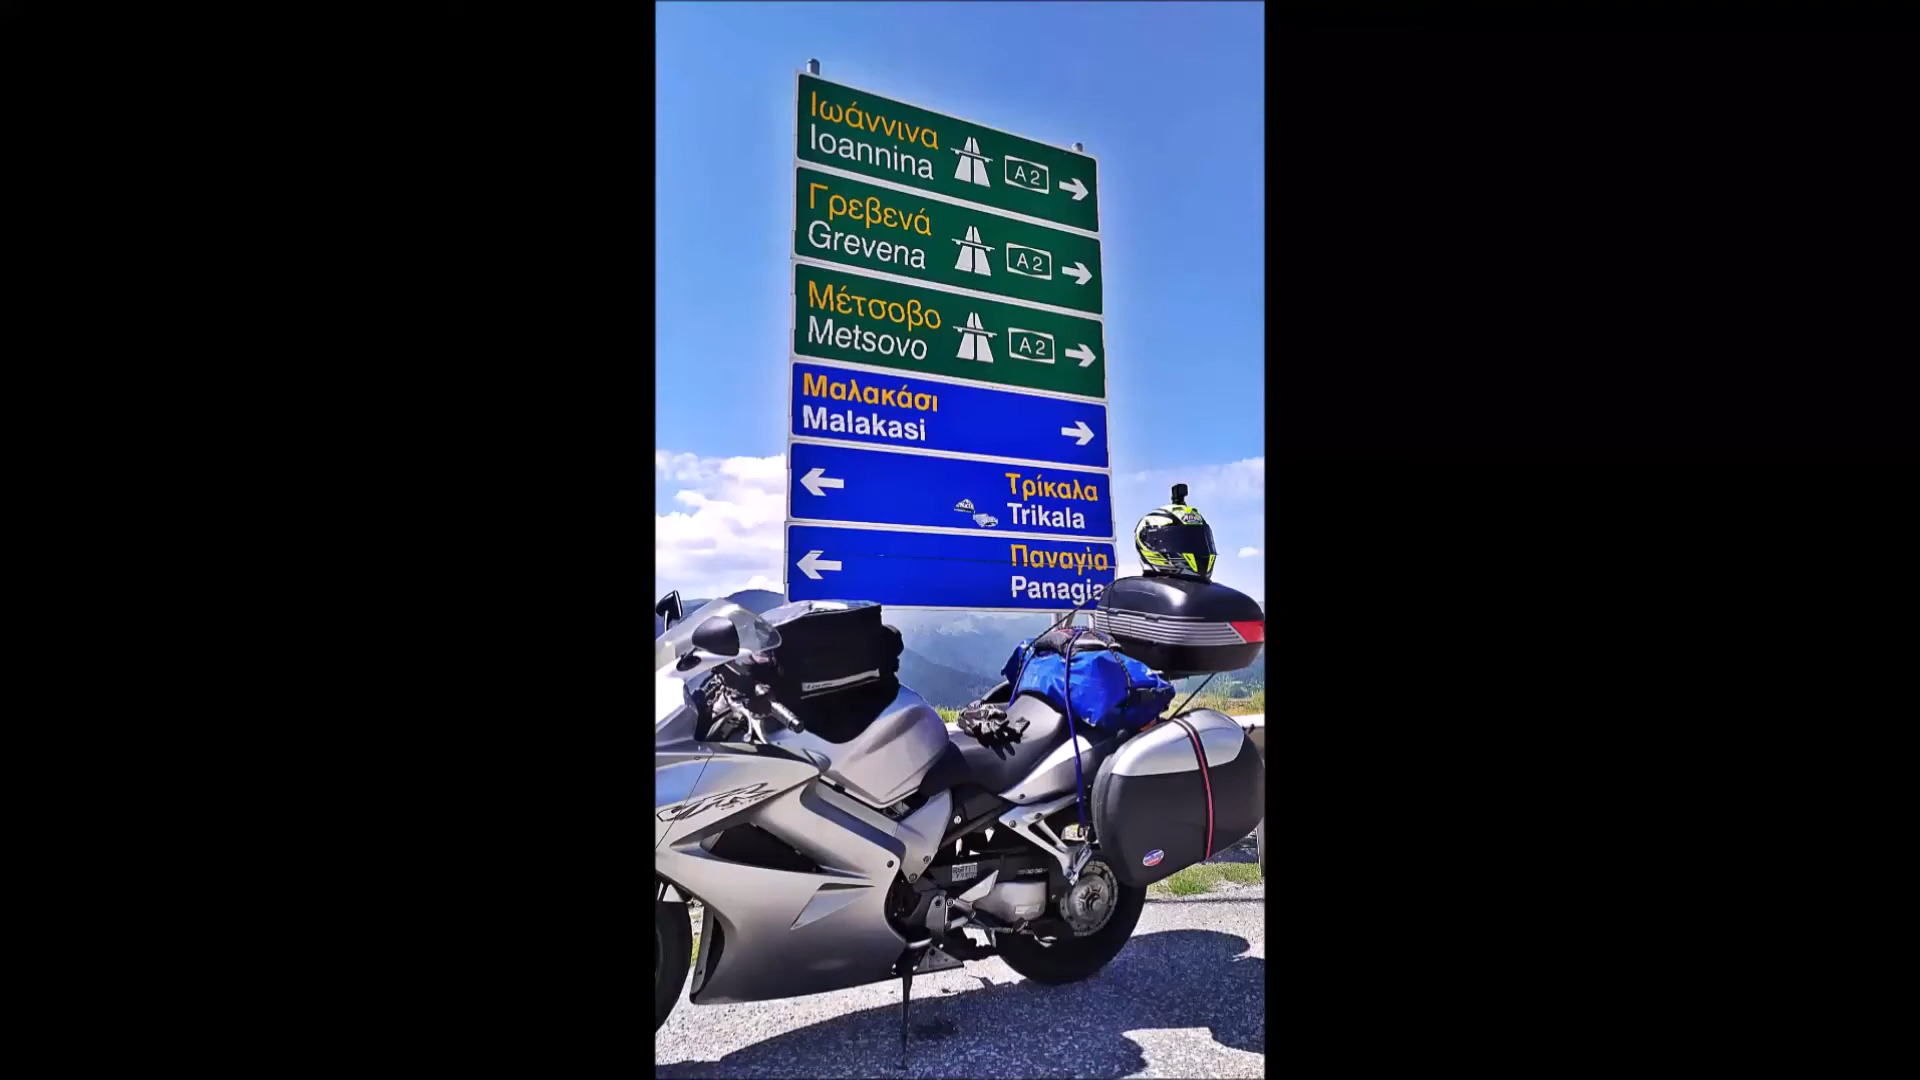 Ιωάννινα
Ioannina A2
Γρεβενά
Grevena A2
Μέτσοβο
Metsovo A2
Μαλακάσι
Malakasi
Τρίκαλα
Trikala
Παναγία
Panagia